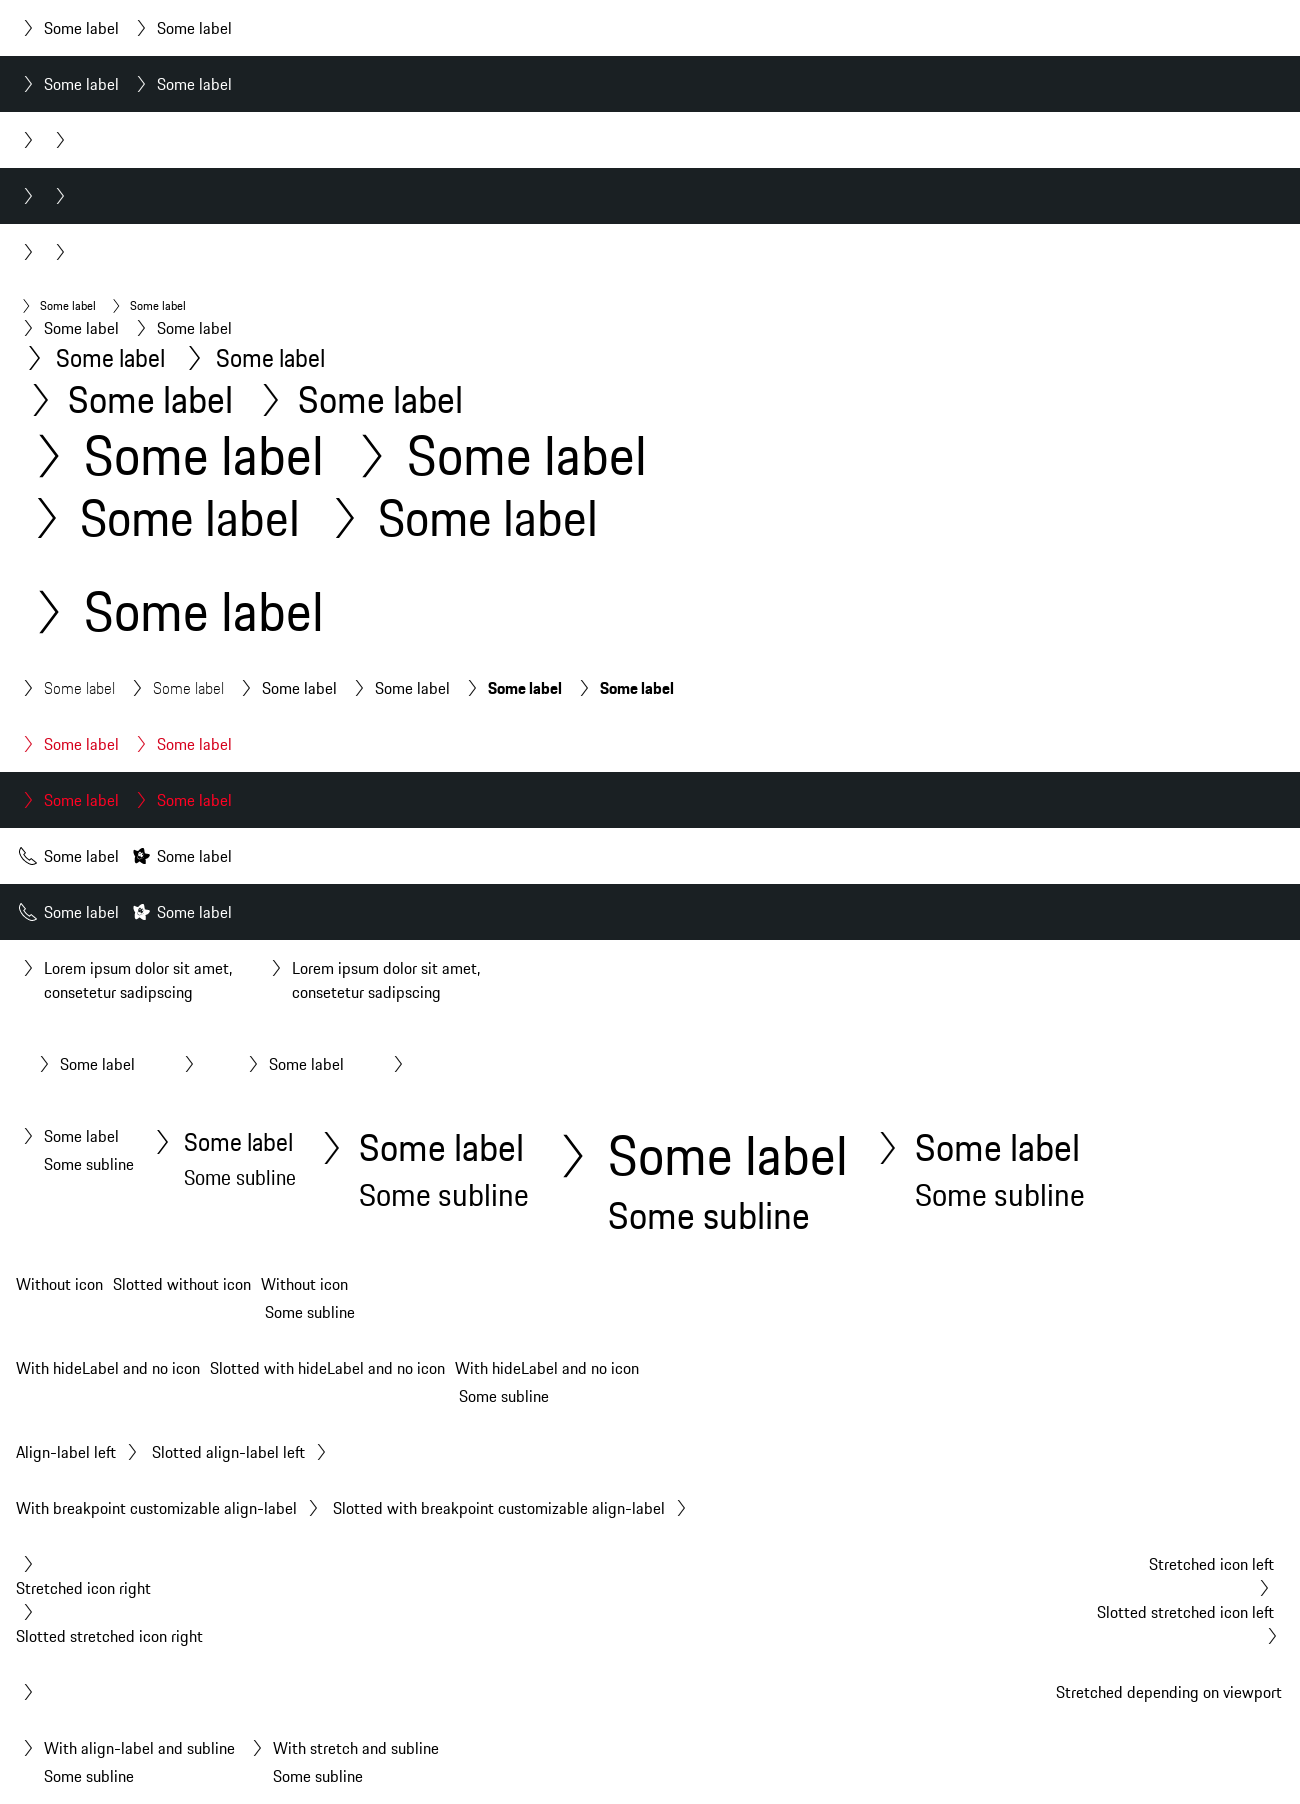 Some label Some label
Some label Some label
Some label Some label
Some label Some label
Some label Some label
Some label Some label
Some label Some label
Some label Some label
Some label
Some label Some label Some label Some label Some label Some label
Some label Some label
Some label Some label
Some label Some label
Some label Some label
Lorem ipsum dolor sit amet, Lorem ipsum dolor sit amet,
consetetur sadipscing consetetur sadipscing
Some label Some label
Some label Some label Some label Some label Some label
Some subline Some subline Some subline Some subline Some subline
Without icon Slotted without icon Without icon
Some subline
With hideLabel and no icon Slotted with hideLabel and no icon With hideLabel and no icon
Some subline
Align-label left Slotted align-label left
With breakpoint customizable align-label Slotted with breakpoint customizable align-label
Stretched icon left
Stretched icon right
Slotted stretched icon left
Slotted stretched icon right
Stretched depending on viewport
With align-label and subline With stretch and subline
Some subline Some subline